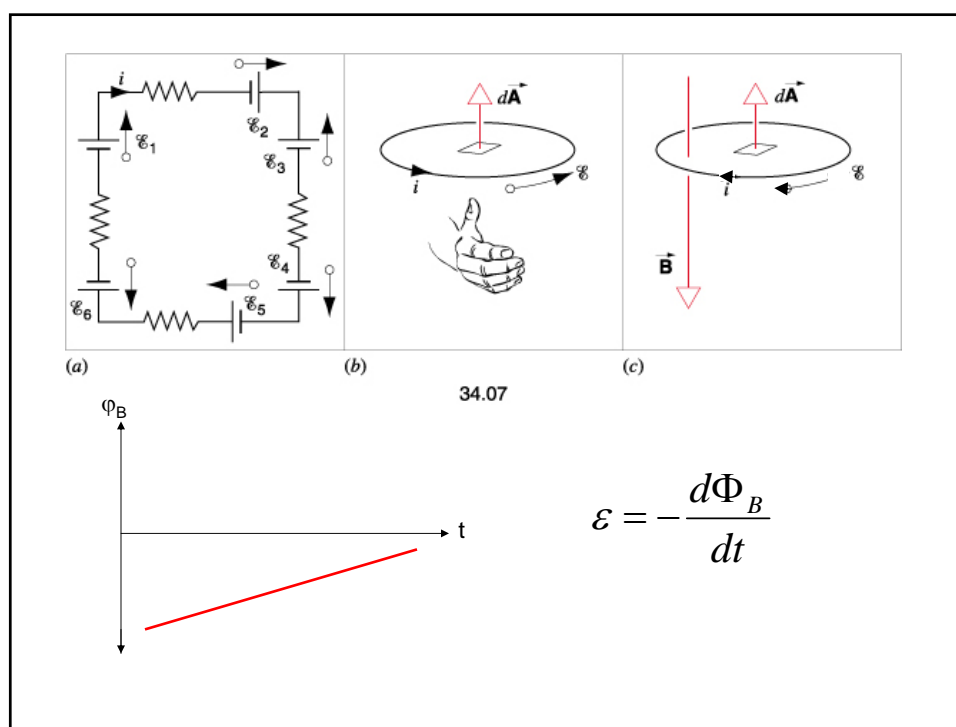 i
ℰ2
ℰ1
ℰ3
ℰ4
ℰ5
ℰ6
(a)
dA
i
ℰ
(b)
dA
i
ℰ
B
(c)
34.07
φB
t
ε = − dΦB / dt